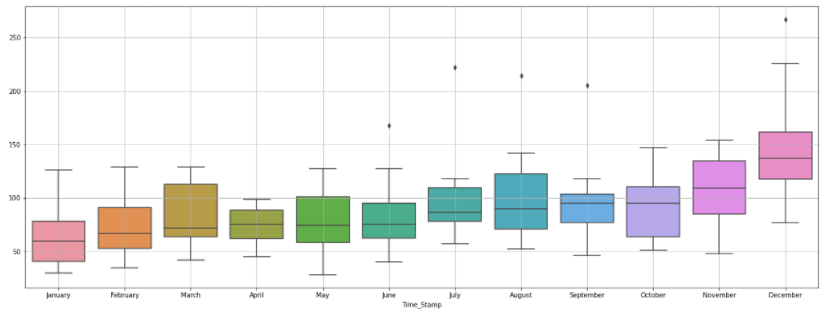 250
200
150
100
50
January February March April May June July August September October November December
Time_Stamp